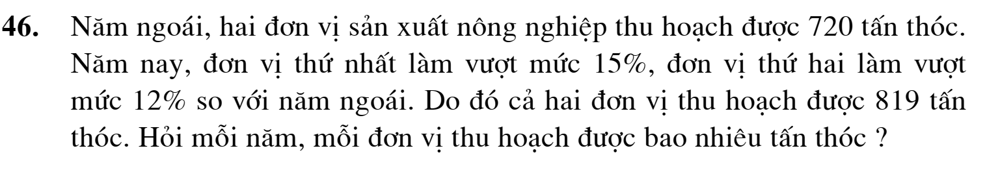 46. Năm ngoái, hai đơn vị sản xuất nông nghiệp thu hoạch được 720 tấn thóc.
Năm nay, đơn vị thứ nhất làm vượt mức 15%, đơn vị thứ hai làm vượt
mức 12% so với năm ngoái. Do đó cả hai đơn vị thu hoạch được 819 tấn
thóc. Hỏi mỗi năm, mỗi đơn vị thu hoạch được bao nhiêu tấn thóc ?